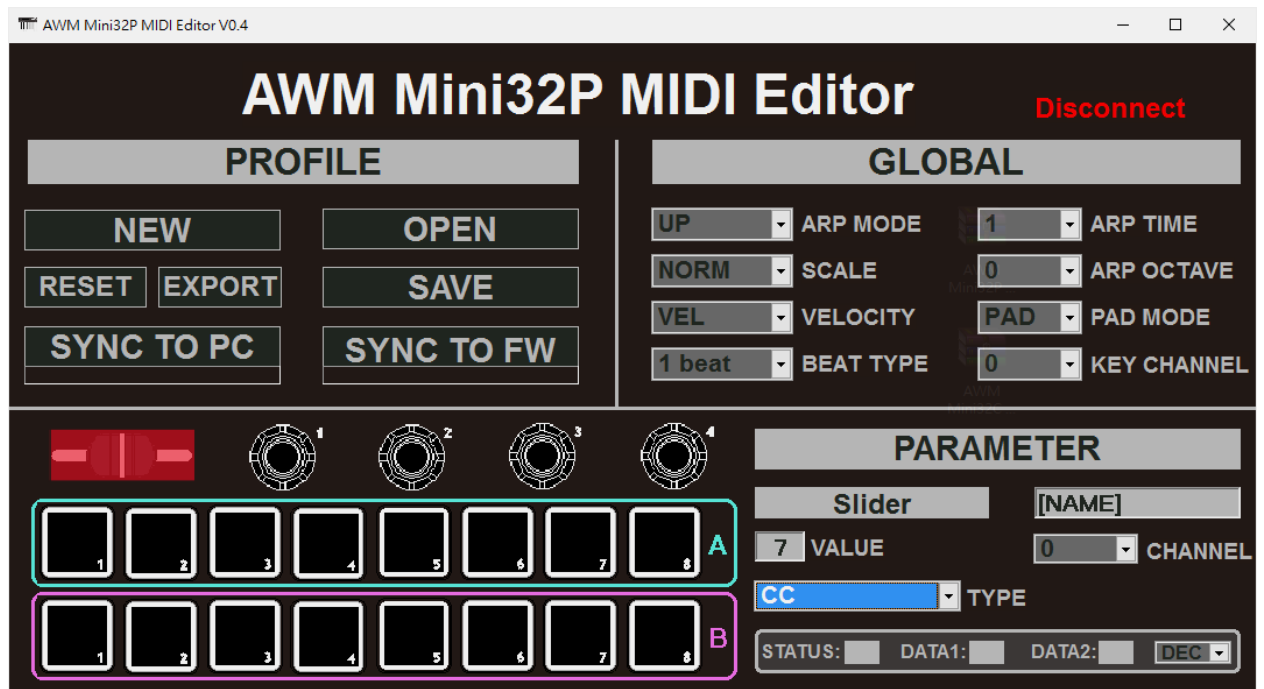 AWM Mini32P MIDI Editor V0.4
AWM Mini32P MIDI Editor
Disconnect
PROFILE
GLOBAL
NEW
OPEN
RESET
EXPORT
SAVE
SYNC TO PC
SYNC TO FW
UP ARP MODE
1 ARP TIME
NORM SCALE
0 ARP OCTAVE
VEL VELOCITY
PAD PAD MODE
1 beat BEAT TYPE
0 KEY CHANNEL
1 2 3 4
1 2 3 4 5 6 7 8 A
1 2 3 4 5 6 7 8 B
PARAMETER
Slider
[NAME]
7 VALUE
0 CHANNEL
CC TYPE
STATUS: DATA1: DATA2: DEC